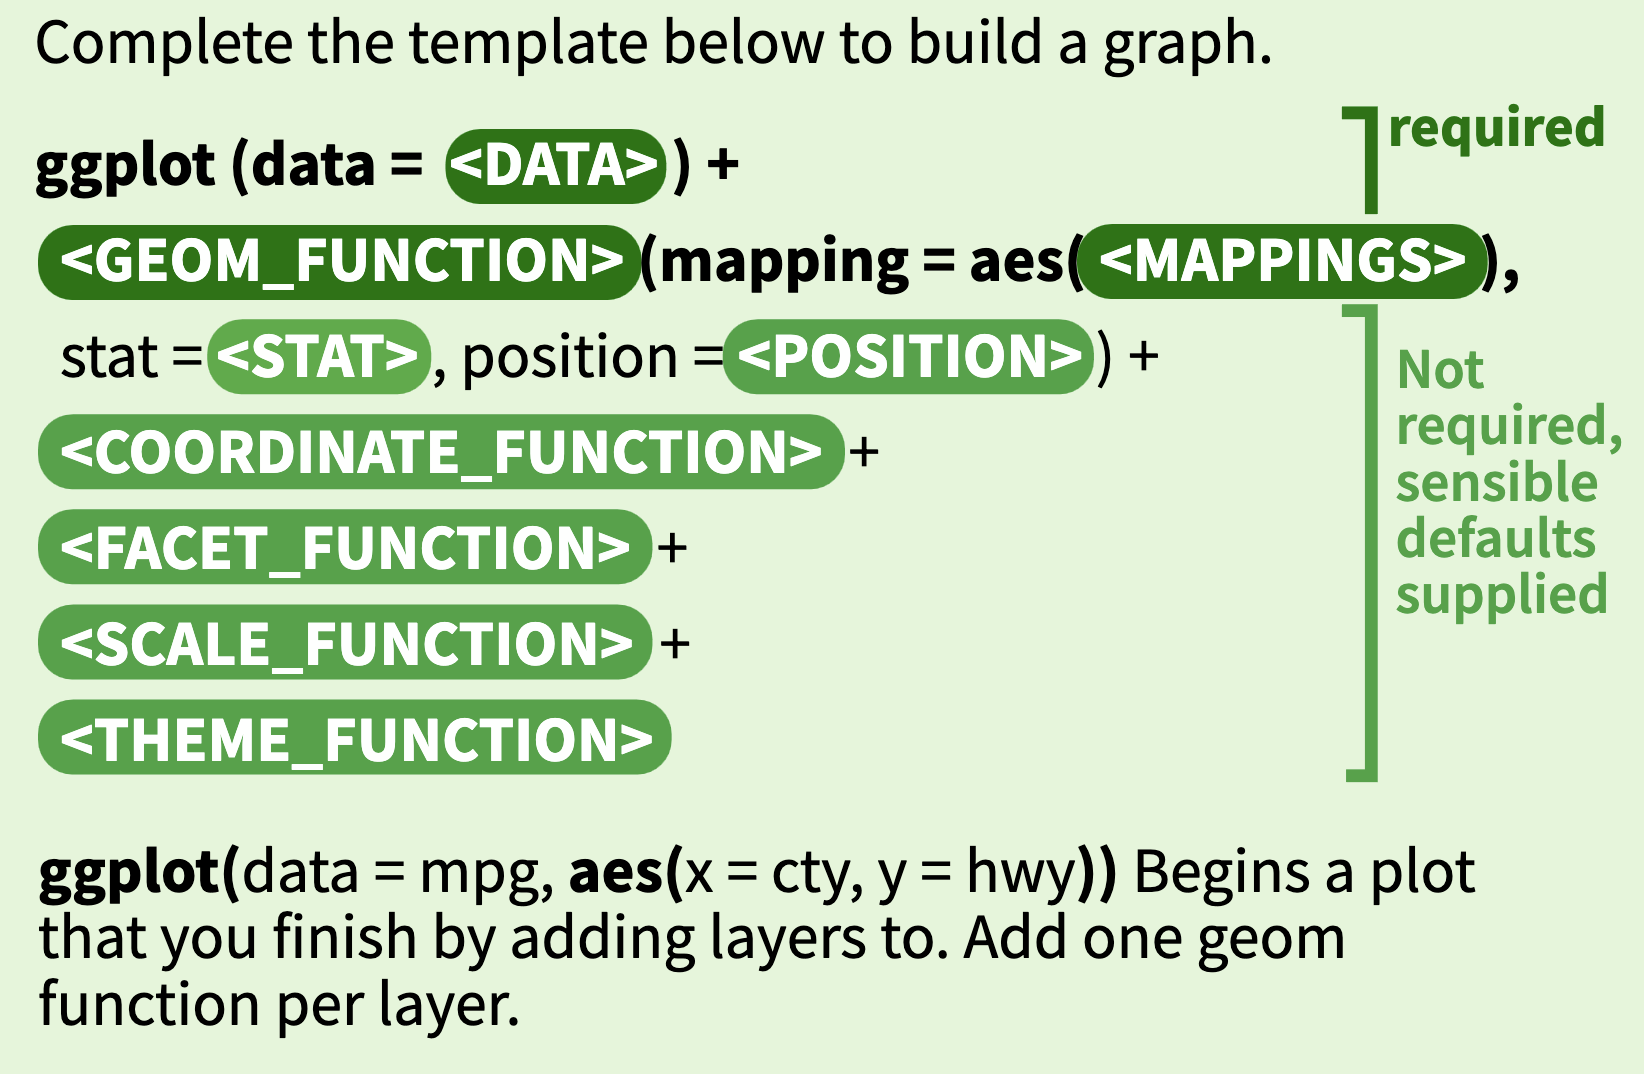 Complete the template below to build a graph.
required
ggplot (data = <DATA>) +
<GEOM_FUNCTION>(mapping = aes(<MAPPINGS>),
stat = <STAT>, position = <POSITION>) +
Not
required,
sensible
defaults
supplied
<COORDINATE_FUNCTION> +
<FACET_FUNCTION> +
<SCALE_FUNCTION> +
<THEME_FUNCTION>
ggplot(data = mpg, aes(x = cty, y = hwy)) Begins a plot
that you finish by adding layers to. Add one geom
function per layer.